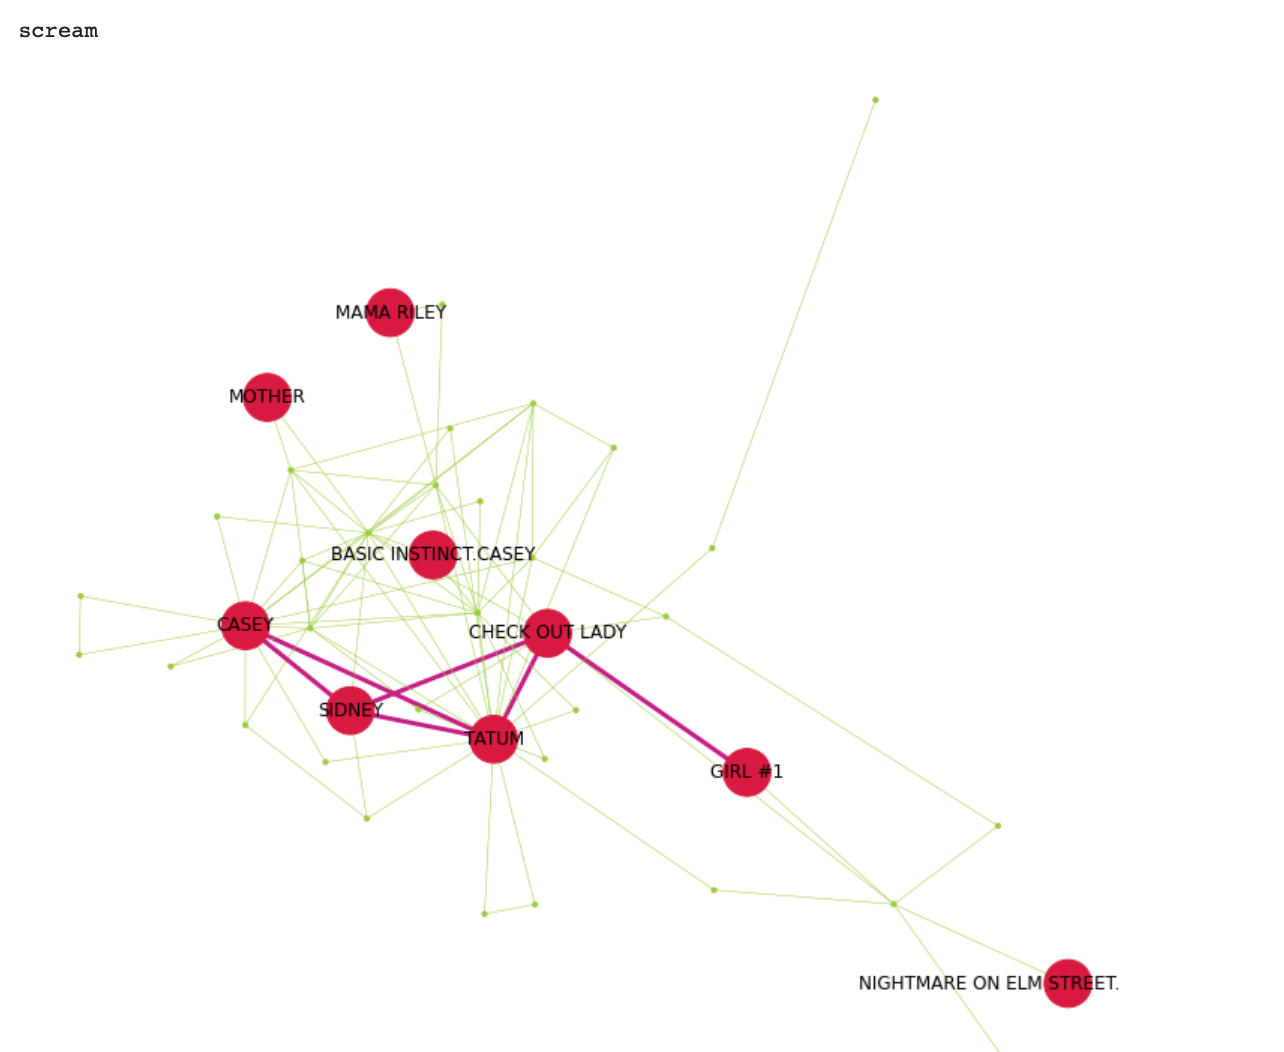 scream
MAMA RILEY
MOTHER
BASIC INSTINCT.CASEY
CASEY
CHECK OUT LADY
SIDNEY
TATUM
GIRL #1
NIGHTMARE ON ELM STREET.